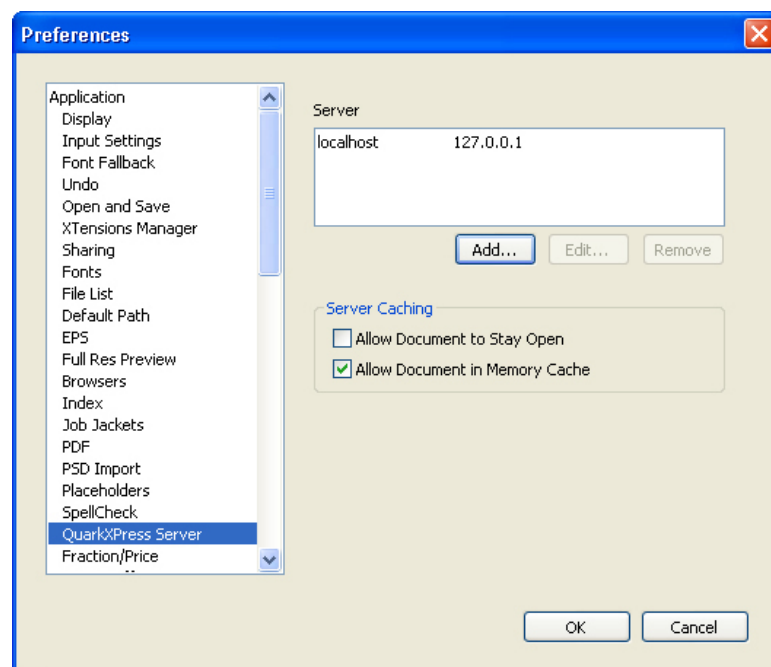 Preferences
Application
Display
Input Settings
Font Fallback
Undo
Open and Save
XTensions Manager
Sharing
Fonts
File List
Default Path
EPS
Full Res Preview
Browsers
Index
Job Jackets
PDF
PSD Import
Placeholders
SpellCheck
QuarkXPress Server
Fraction/Price
Server
localhost 127.0.0.1
Add... Edit... Remove
Server Caching
Allow Document to Stay Open
Allow Document in Memory Cache
OK Cancel